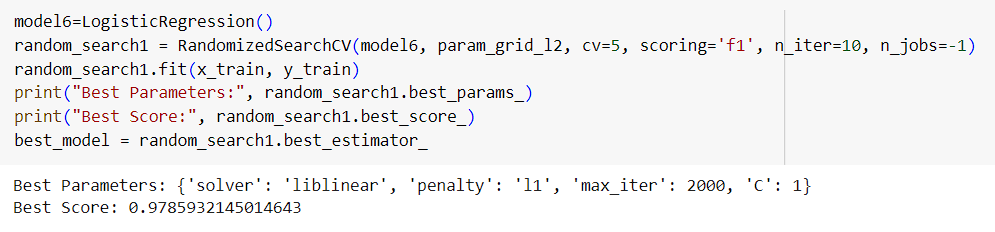 model6=LogisticRegression()
random_search1 = RandomizedSearchCV(model6, param_grid_l2, cv=5, scoring='f1', n_iter=10, n_jobs=-1)
random_search1.fit(x_train, y_train)
print("Best Parameters:", random_search1.best_params_)
print("Best Score:", random_search1.best_score_)
best_model = random_search1.best_estimator_
Best Parameters: {'solver': 'liblinear', 'penalty': 'l1', 'max_iter': 2000, 'C': 1}
Best Score: 0.9785932145014643